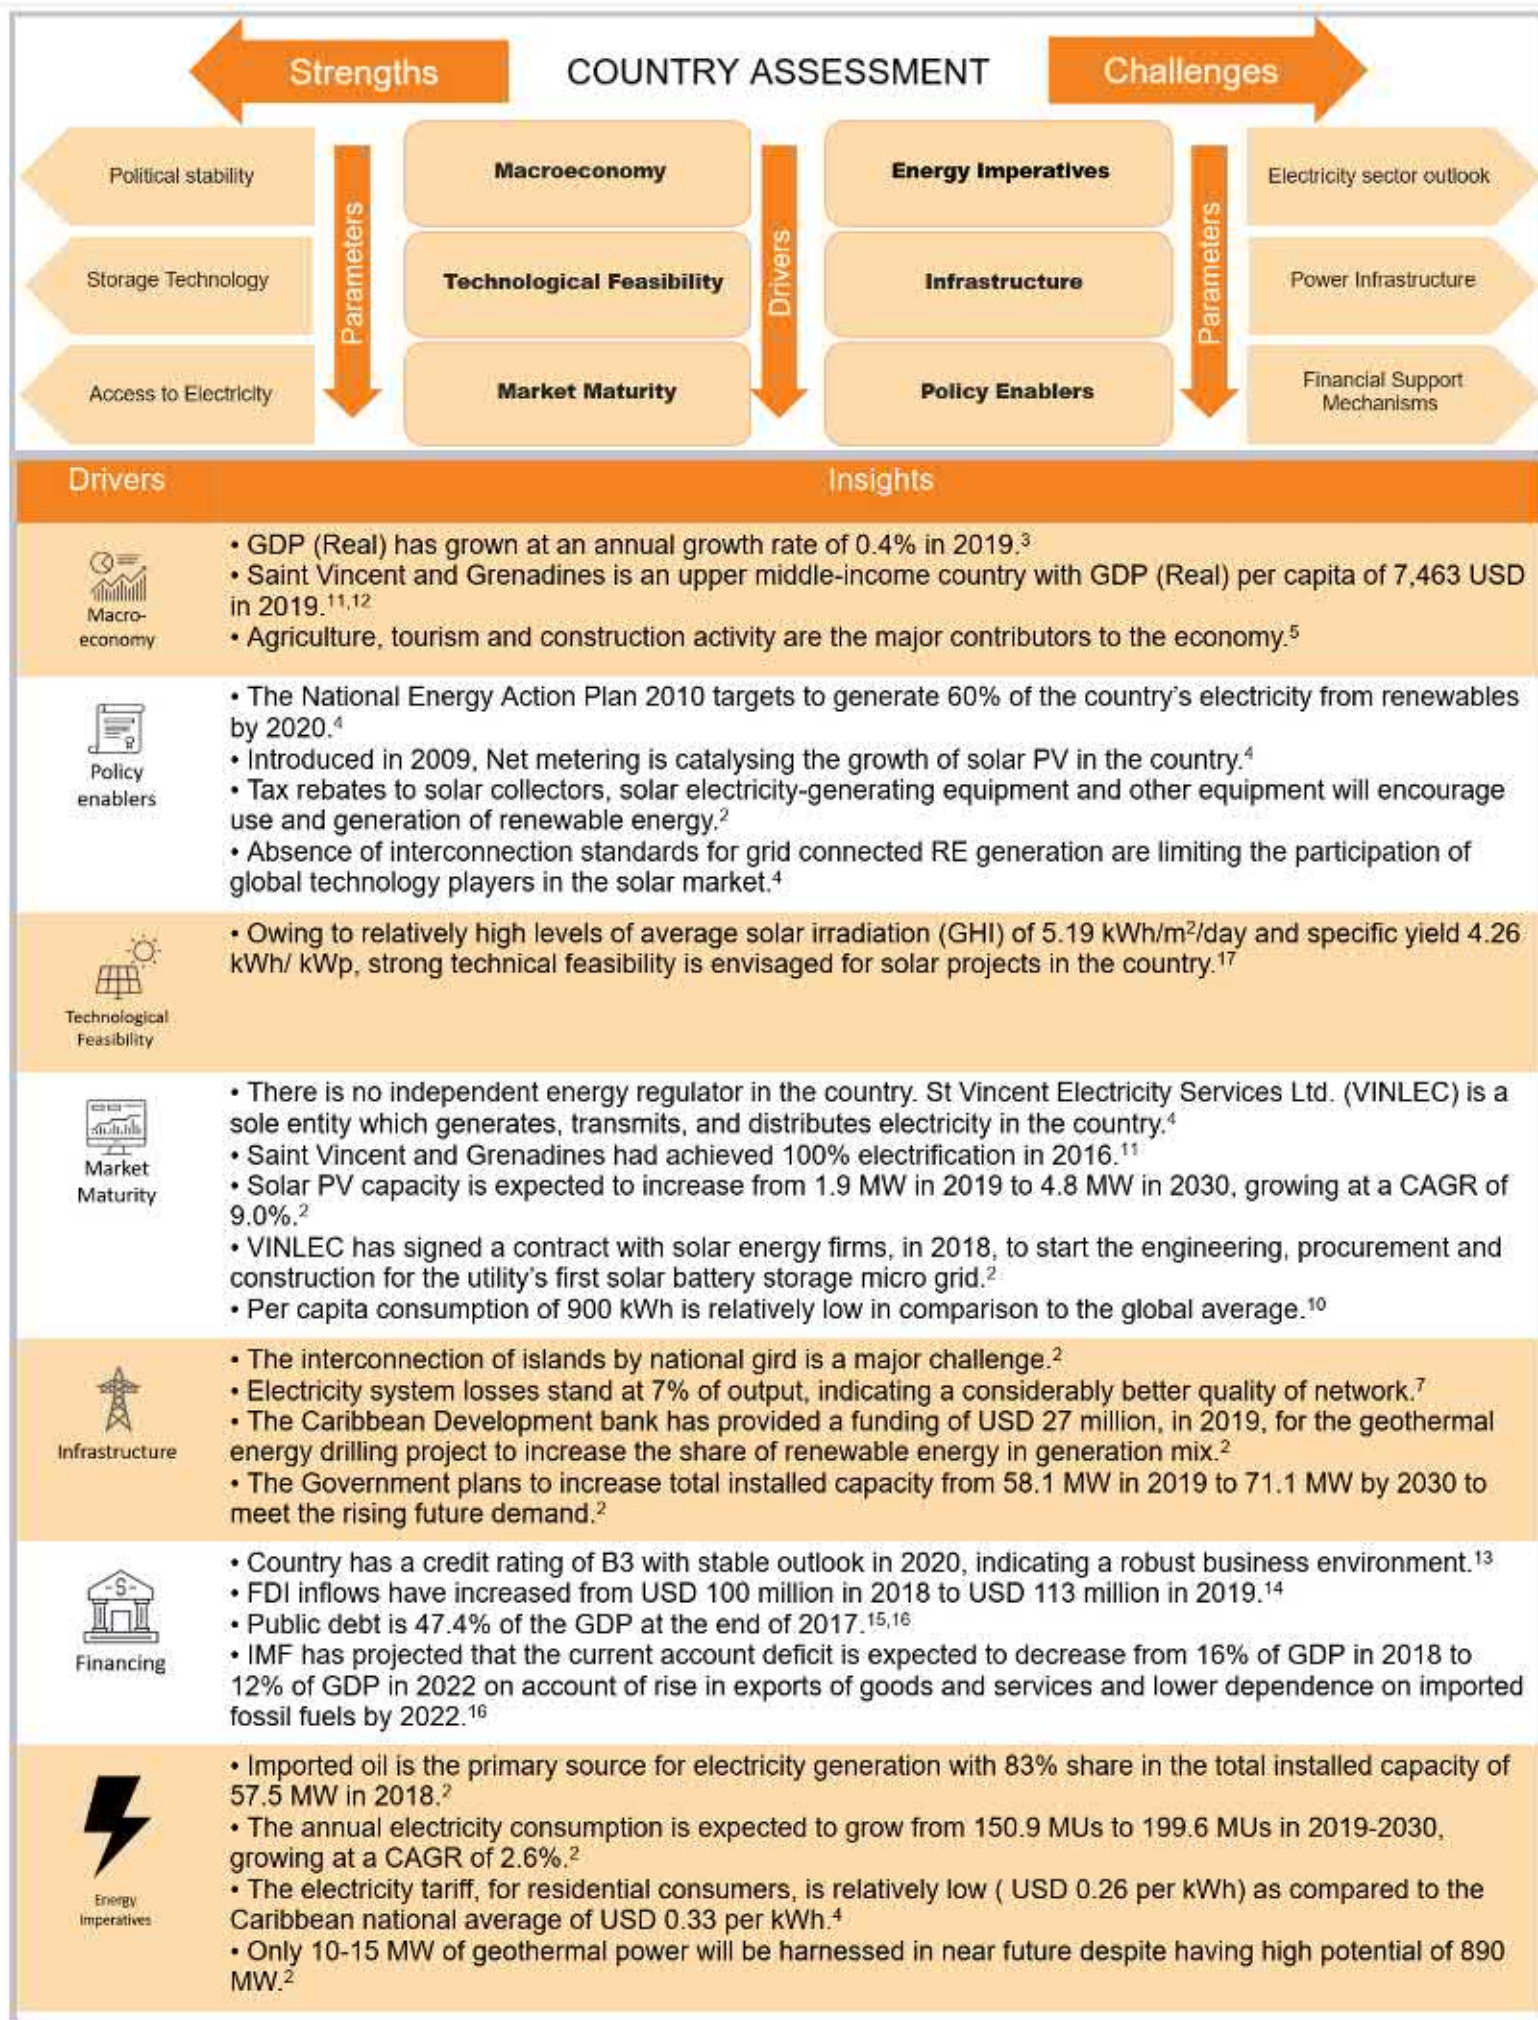 Strengths
COUNTRY ASSESSMENT
Challenges
Political stability
Storage Technology
Access to Electricity
Parameters
Macroeconomy
Technological Feasibility
Market Maturity
Drivers
Energy Imperatives
Infrastructure
Policy Enablers
Parameters
Electricity sector outlook
Power Infrastructure
Financial Support
Mechanisms
Drivers
Insights
Macro-
economy
• GDP (Real) has grown at an annual growth rate of 0.4% in 2019.³
• Saint Vincent and Grenadines is an upper middle-income country with GDP (Real) per capita of 7,463 USD
in 2019.¹¹,¹²
• Agriculture, tourism and construction activity are the major contributors to the economy.⁵
Policy
enablers
• The National Energy Action Plan 2010 targets to generate 60% of the country's electricity from renewables
by 2020.⁴
• Introduced in 2009, Net metering is catalysing the growth of solar PV in the country.⁴
• Tax rebates to solar collectors, solar electricity-generating equipment and other equipment will encourage
use and generation of renewable energy.²
• Absence of interconnection standards for grid connected RE generation are limiting the participation of
global technology players in the solar market.⁴
Technological
Feasibility
• Owing to relatively high levels of average solar irradiation (GHI) of 5.19 kWh/m²/day and specific yield 4.26
kWh/ kWp, strong technical feasibility is envisaged for solar projects in the country.¹⁷
Market
Maturity
• There is no independent energy regulator in the country. St Vincent Electricity Services Ltd. (VINLEC) is a
sole entity which generates, transmits, and distributes electricity in the country.⁴
• Saint Vincent and Grenadines had achieved 100% electrification in 2016.¹¹
• Solar PV capacity is expected to increase from 1.9 MW in 2019 to 4.8 MW in 2030, growing at a CAGR of
9.0%.²
• VINLEC has signed a contract with solar energy firms, in 2018, to start the engineering, procurement and
construction for the utility's first solar battery storage micro grid.²
• Per capita consumption of 900 kWh is relatively low in comparison to the global average.¹⁰
Infrastructure
• The interconnection of islands by national gird is a major challenge.²
• Electricity system losses stand at 7% of output, indicating a considerably better quality of network.⁷
• The Caribbean Development bank has provided a funding of USD 27 million, in 2019, for the geothermal
energy drilling project to increase the share of renewable energy in generation mix.²
• The Government plans to increase total installed capacity from 58.1 MW in 2019 to 71.1 MW by 2030 to
meet the rising future demand.²
-S-
Financing
• Country has a credit rating of B3 with stable outlook in 2020, indicating a robust business environment.¹³
• FDI inflows have increased from USD 100 million in 2018 to USD 113 million in 2019.¹⁴
• Public debt is 47.4% of the GDP at the end of 2017.¹⁵,¹⁶
• IMF has projected that the current account deficit is expected to decrease from 16% of GDP in 2018 to
12% of GDP in 2022 on account of rise in exports of goods and services and lower dependence on imported
fossil fuels by 2022.¹⁶
Energy
Imperatives
• Imported oil is the primary source for electricity generation with 83% share in the total installed capacity of
57.5 MW in 2018.²
• The annual electricity consumption is expected to grow from 150.9 MUs to 199.6 MUs in 2019-2030,
growing at a CAGR of 2.6%.²
• The electricity tariff, for residential consumers, is relatively low ( USD 0.26 per kWh) as compared to the
Caribbean national average of USD 0.33 per kWh.⁴
• Only 10-15 MW of geothermal power will be harnessed in near future despite having high potential of 890
MW.²